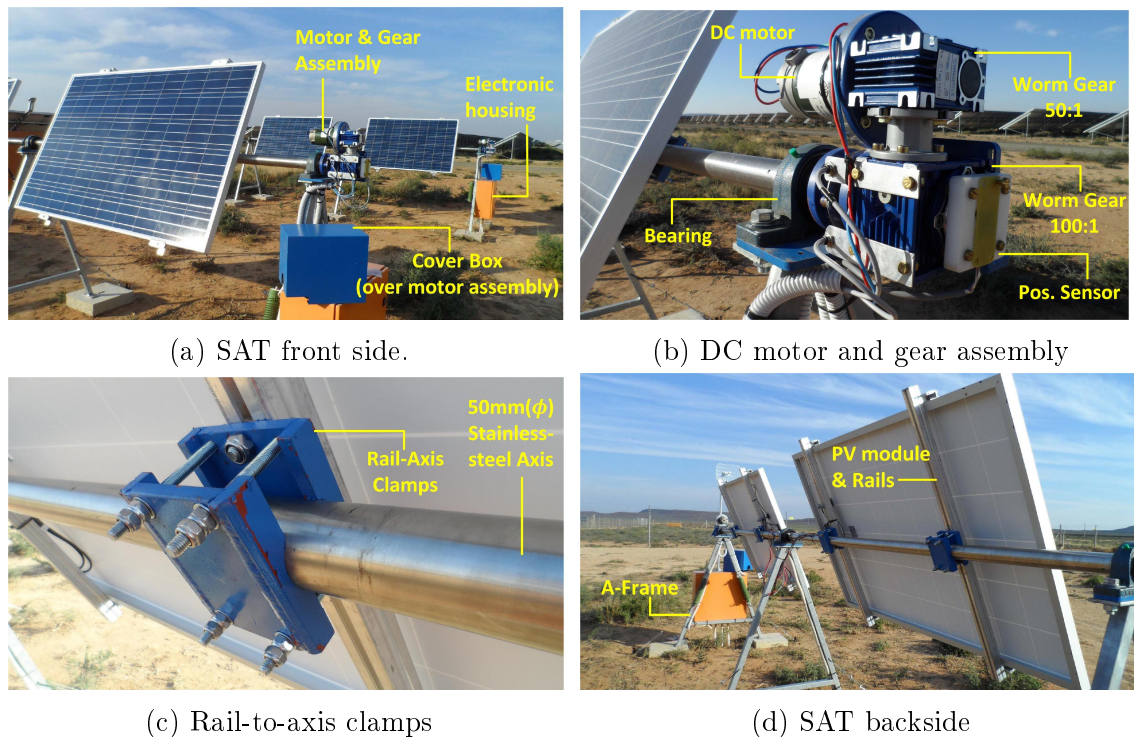 Motor & Gear
Assembly
Electronic
housing
Cover Box
(over motor assembly)
(a) SAT front side.
DC motor
Worm Gear
50:1
Worm Gear
100:1
Bearing
Pos. Sensor
(b) DC motor and gear assembly
50mm(ϕ)
Stainless-
steel Axis
Rail-Axis
Clamps
(c) Rail-to-axis clamps
PV module
& Rails
A-Frame
(d) SAT backside